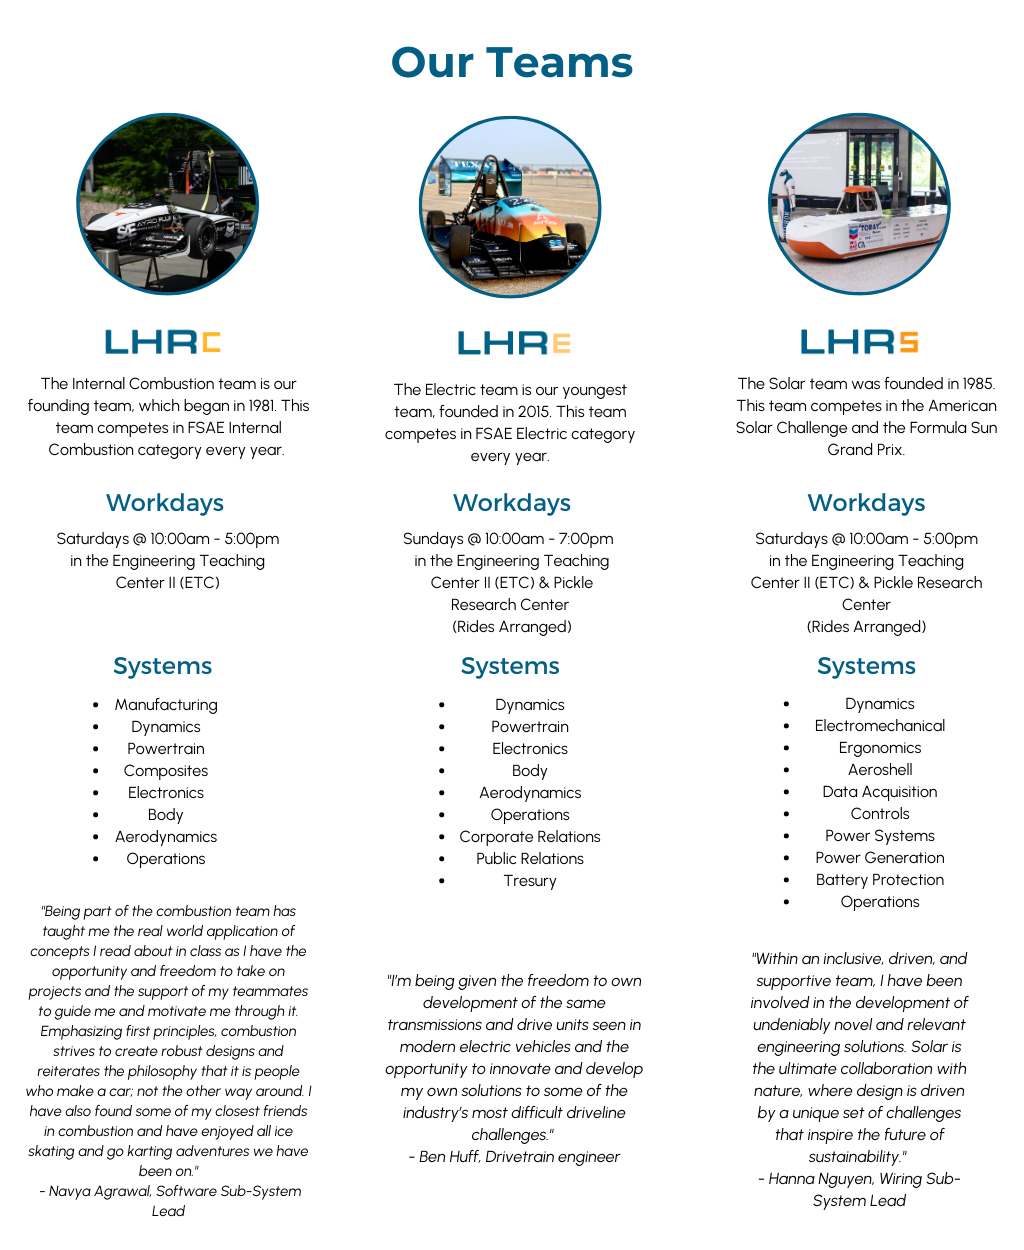 Our Teams
TEXAS
AYRO
TORAY
LHRC
The Internal Combustion team is our
founding team, which began in 1981. This
team competes in FSAE Internal
Combustion category every year.
Workdays
Saturdays @ 10:00am - 5:00pm
in the Engineering Teaching
Center II (ETC)
Systems
Manufacturing
Dynamics
Powertrain
Composites
Electronics
Body
Aerodynamics
Operations
"Being part of the combustion team has
taught me the real world application of
concepts I read about in class as I have the
opportunity and freedom to take on
projects and the support of my teammates
to guide me and motivate me through it.
Emphasizing first principles, combustion
strives to create robust designs and
reiterates the philosophy that it is people
who make a car; not the other way around. I
have also found some of my closest friends
in combustion and have enjoyed all ice
skating and go karting adventures we have
been on."
- Navya Agrawal, Software Sub-System
Lead
LHRE
The Electric team is our youngest
team, founded in 2015. This team
competes in FSAE Electric category
every year.
Workdays
Sundays @ 10:00am - 7:00pm
in the Engineering Teaching
Center II (ETC) & Pickle
Research Center
(Rides Arranged)
Systems
Dynamics
Powertrain
Electronics
Body
Aerodynamics
Operations
Corporate Relations
Public Relations
Tresury
"I'm being given the freedom to own
development of the same
transmissions and drive units seen in
modern electric vehicles and the
opportunity to innovate and develop
my own solutions to some of the
industry's most difficult driveline
challenges."
- Ben Huff, Drivetrain engineer
LHRS
The Solar team was founded in 1985.
This team competes in the American
Solar Challenge and the Formula Sun
Grand Prix.
Workdays
Saturdays @ 10:00am - 5:00pm
in the Engineering Teaching
Center II (ETC) & Pickle Research
Center
(Rides Arranged)
Systems
Dynamics
Electromechanical
Ergonomics
Aeroshell
Data Acquisition
Controls
Power Systems
Power Generation
Battery Protection
Operations
"Within an inclusive, driven, and
supportive team, I have been
involved in the development of
undeniably novel and relevant
engineering solutions. Solar is
the ultimate collaboration with
nature, where design is driven
by a unique set of challenges
that inspire the future of
sustainability."
- Hanna Nguyen, Wiring Sub-
System Lead